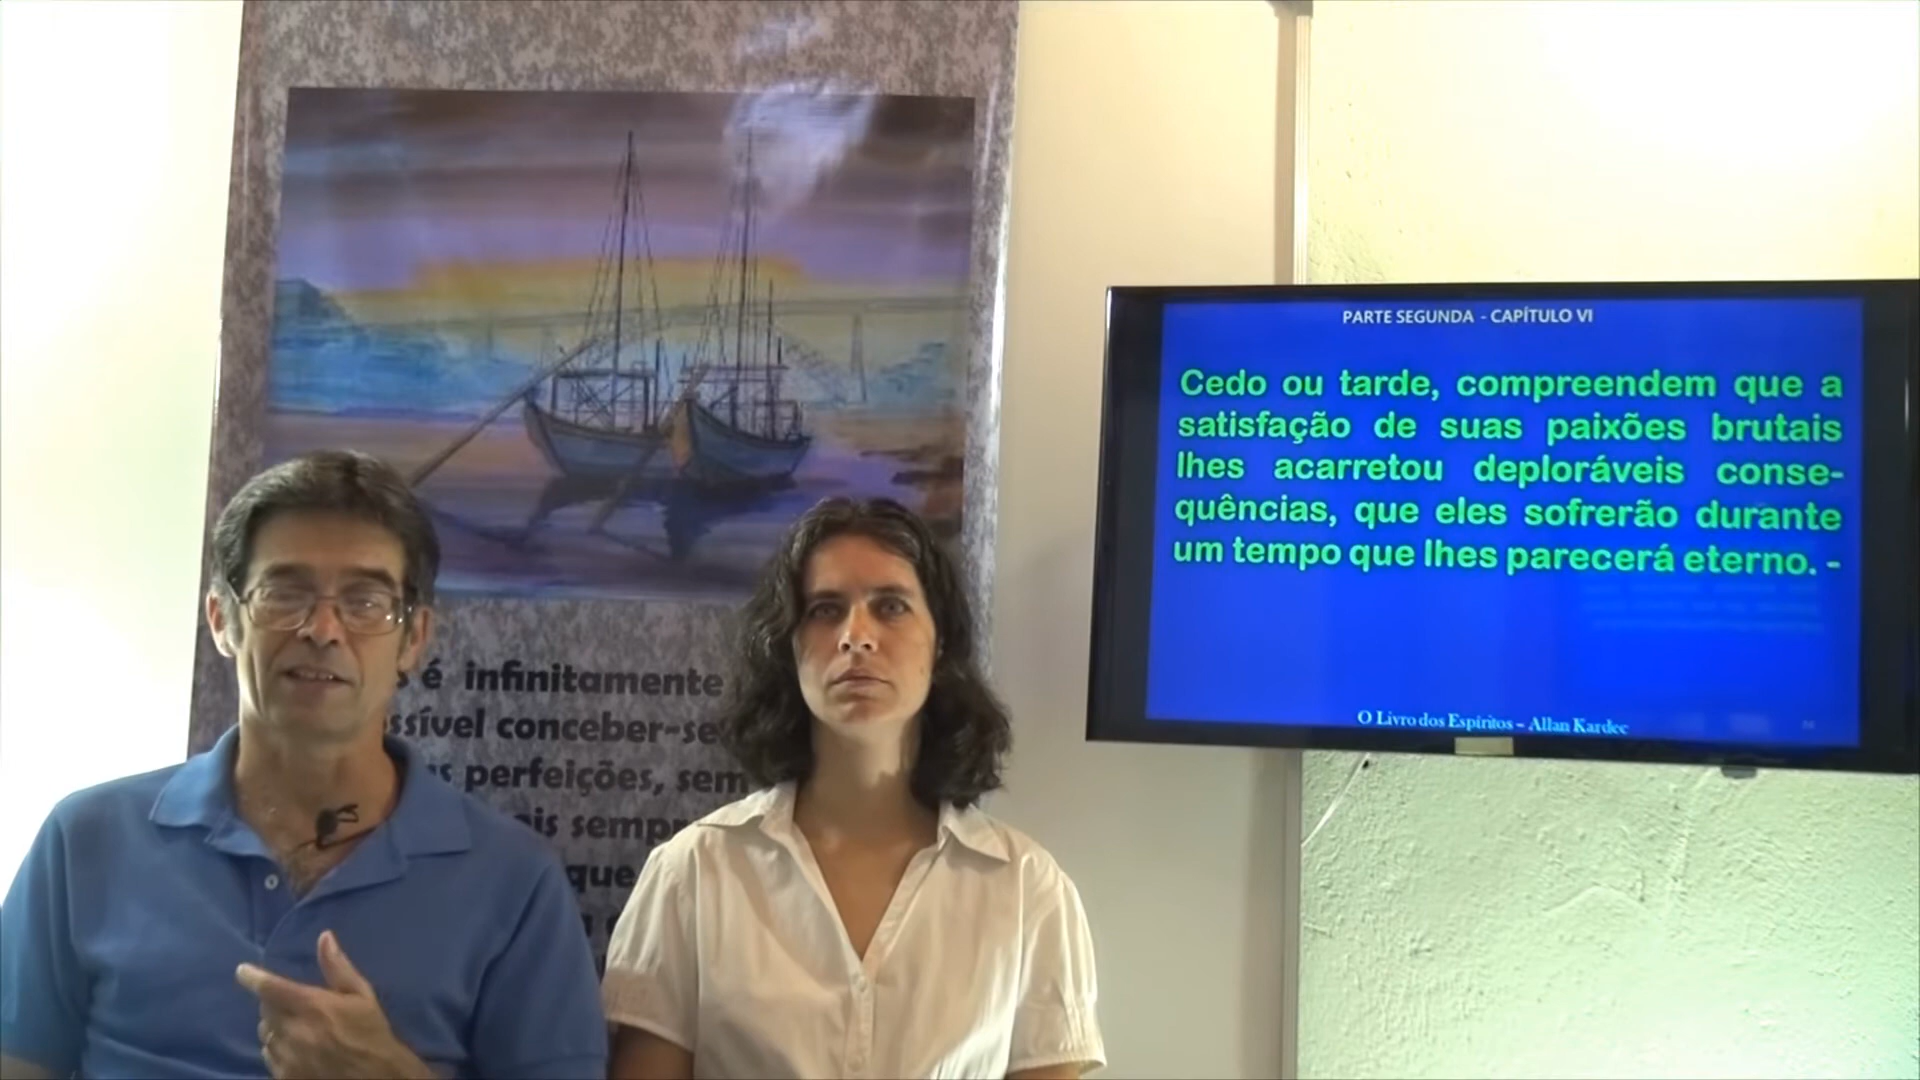 é infinitamente
conceber-se
perfeições, sem
que
PARTE SEGUNDA - CAPÍTULO VI
Cedo ou tarde, compreendem que a
satisfação de suas paixões brutais
lhes acarretou deploráveis conse-
quências, que eles sofrerão durante
um tempo que lhes parecerá eterno. -
O Livro dos Espíritos – Allan Kardec